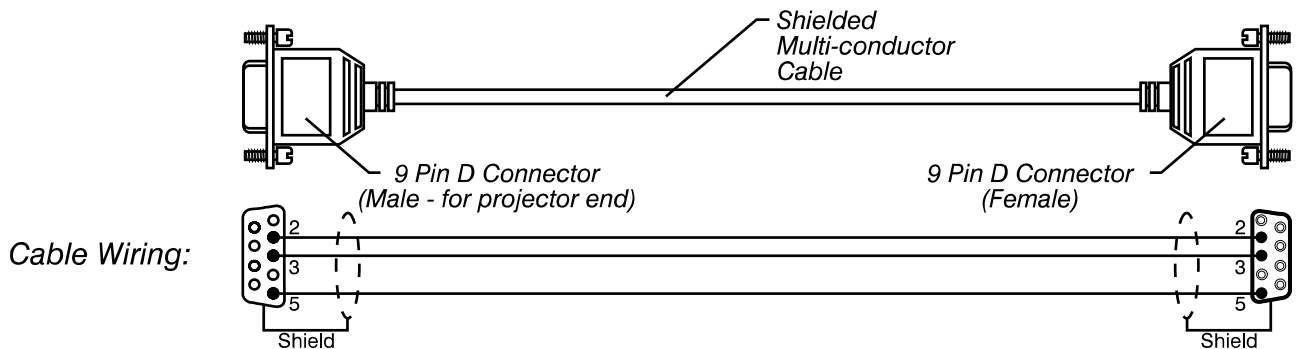 Shielded
Multi-conductor
Cable
9 Pin D Connector
(Male - for projector end)
9 Pin D Connector
(Female)
Cable Wiring:
2
3
5
Shield
2
3
5
Shield